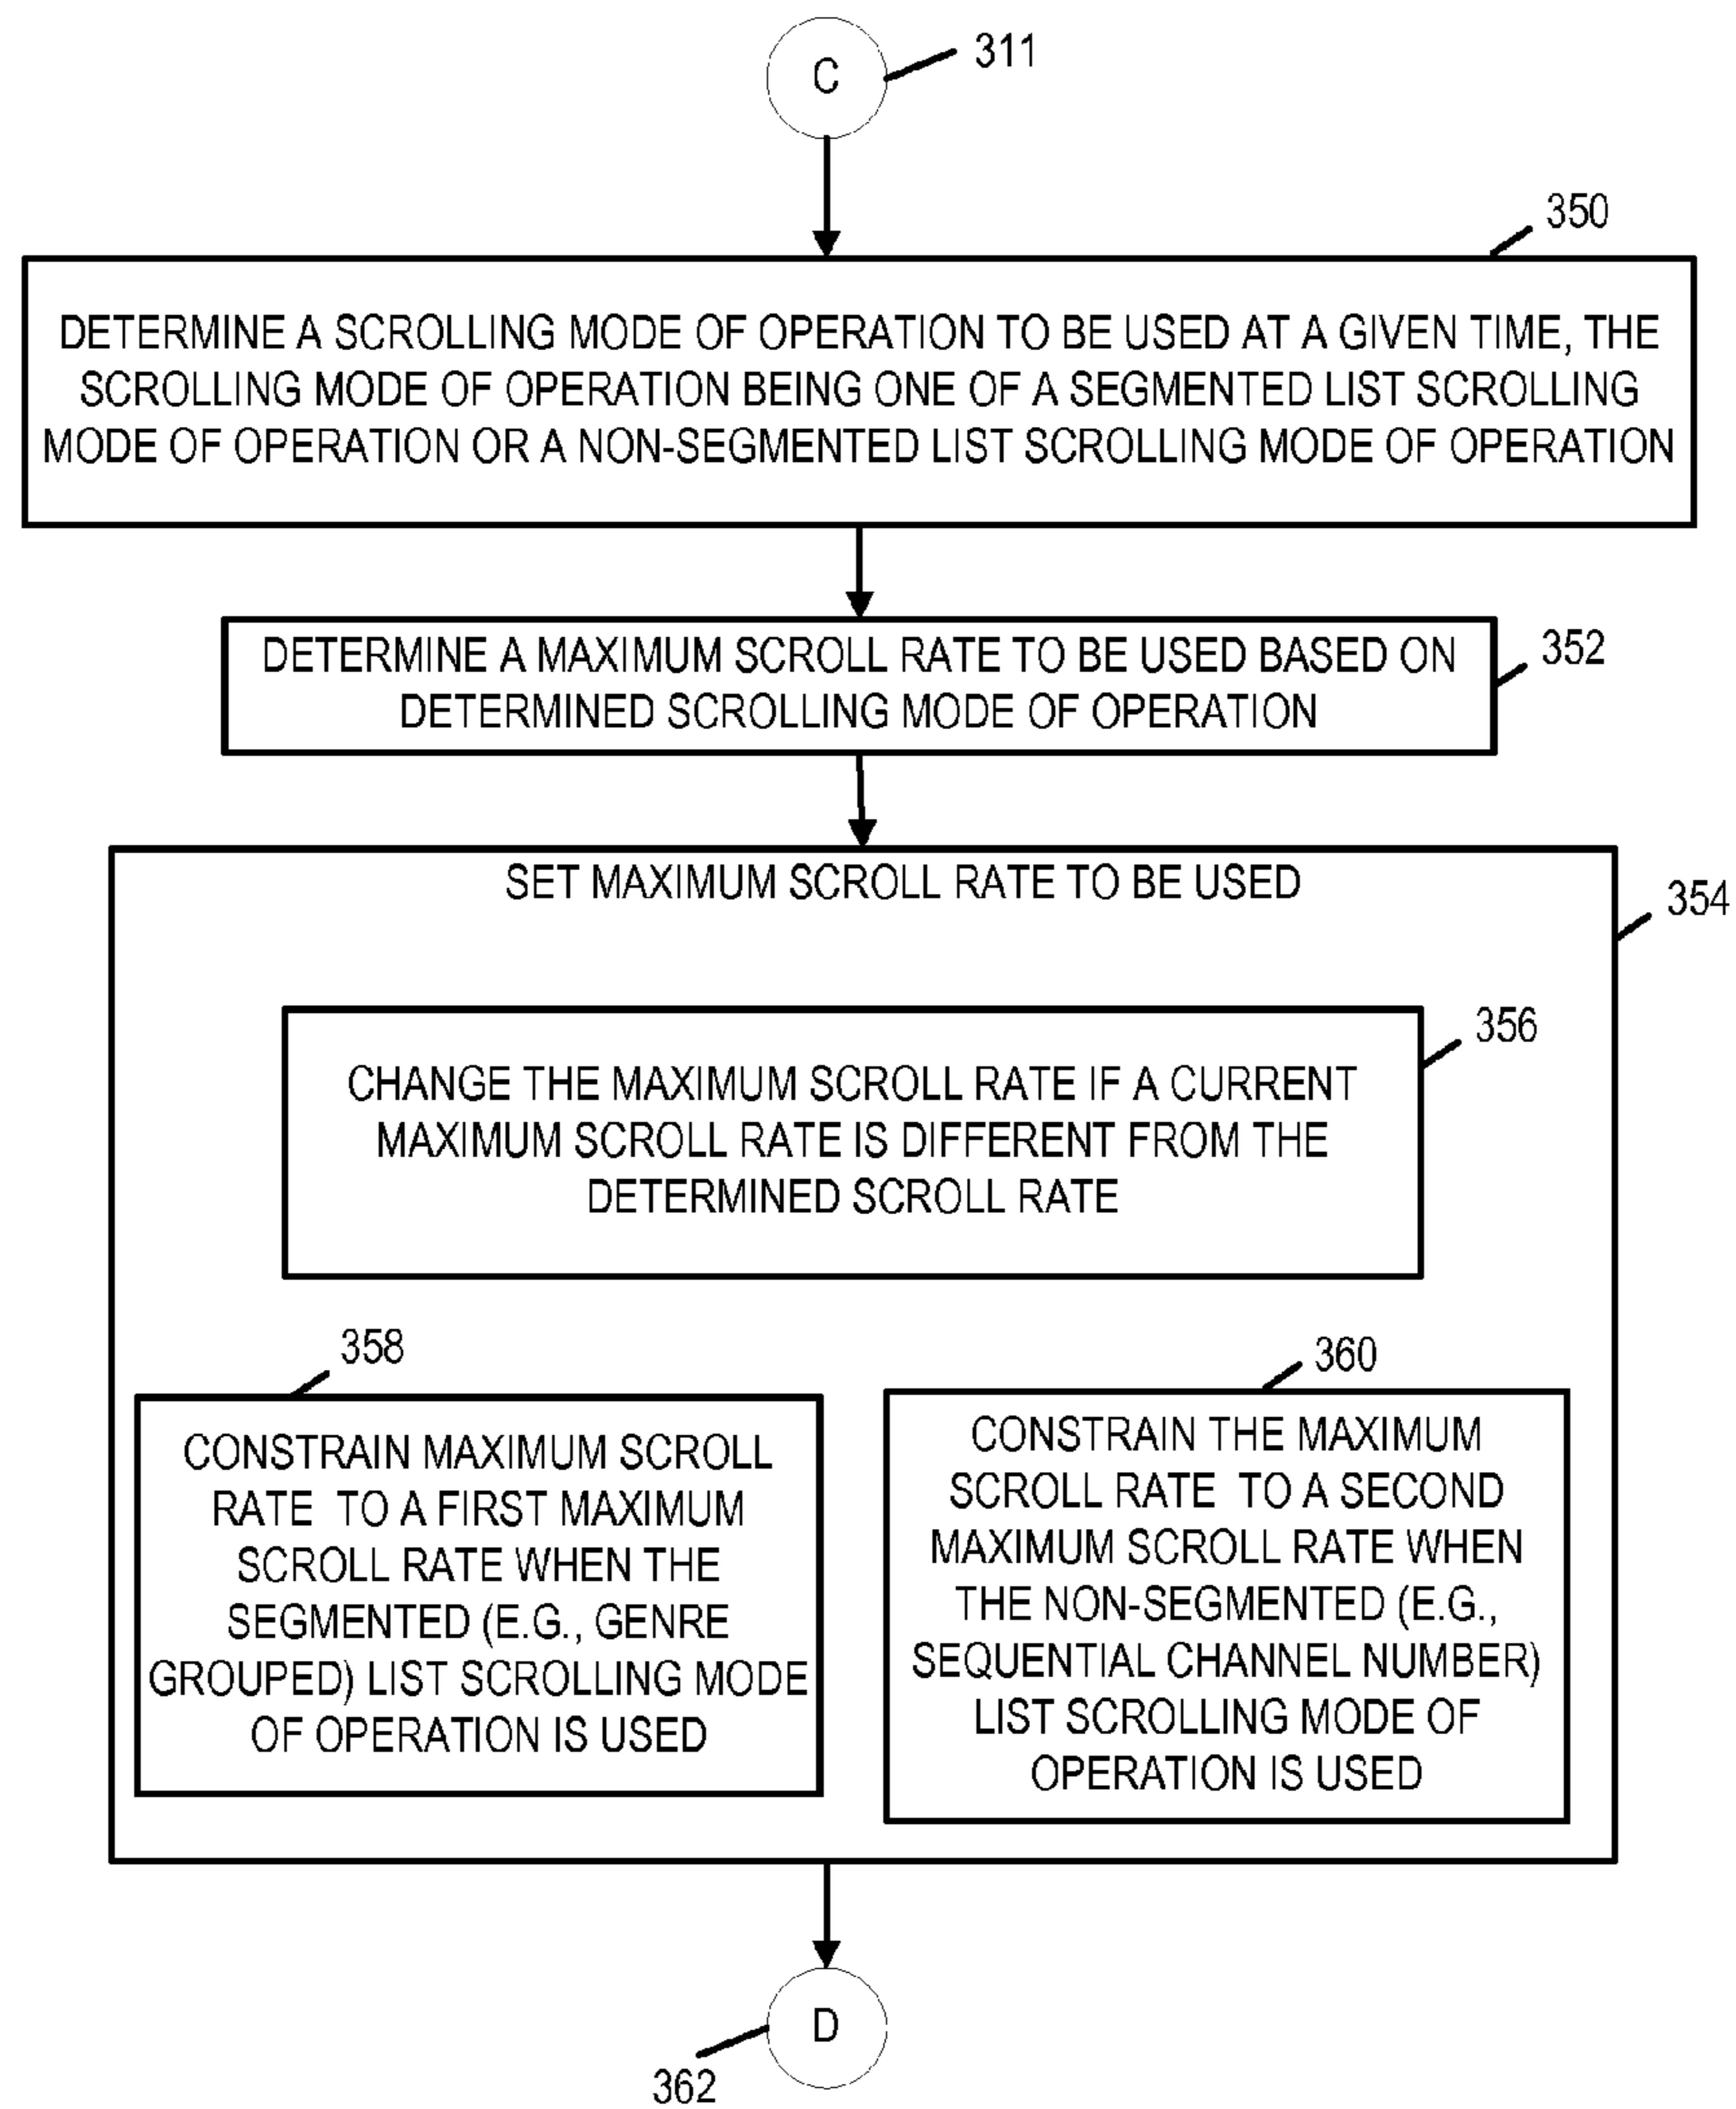 C
311
350
DETERMINE A SCROLLING MODE OF OPERATION TO BE USED AT A GIVEN TIME, THE
SCROLLING MODE OF OPERATION BEING ONE OF A SEGMENTED LIST SCROLLING
MODE OF OPERATION OR A NON-SEGMENTED LIST SCROLLING MODE OF OPERATION
352
DETERMINE A MAXIMUM SCROLL RATE TO BE USED BASED ON
DETERMINED SCROLLING MODE OF OPERATION
SET MAXIMUM SCROLL RATE TO BE USED
354
356
CHANGE THE MAXIMUM SCROLL RATE IF A CURRENT
MAXIMUM SCROLL RATE IS DIFFERENT FROM THE
DETERMINED SCROLL RATE
358
CONSTRAIN MAXIMUM SCROLL
RATE TO A FIRST MAXIMUM
SCROLL RATE WHEN THE
SEGMENTED (E.G., GENRE
GROUPED) LIST SCROLLING MODE
OF OPERATION IS USED
360
CONSTRAIN THE MAXIMUM
SCROLL RATE TO A SECOND
MAXIMUM SCROLL RATE WHEN
THE NON-SEGMENTED (E.G.,
SEQUENTIAL CHANNEL NUMBER)
LIST SCROLLING MODE OF
OPERATION IS USED
D
362